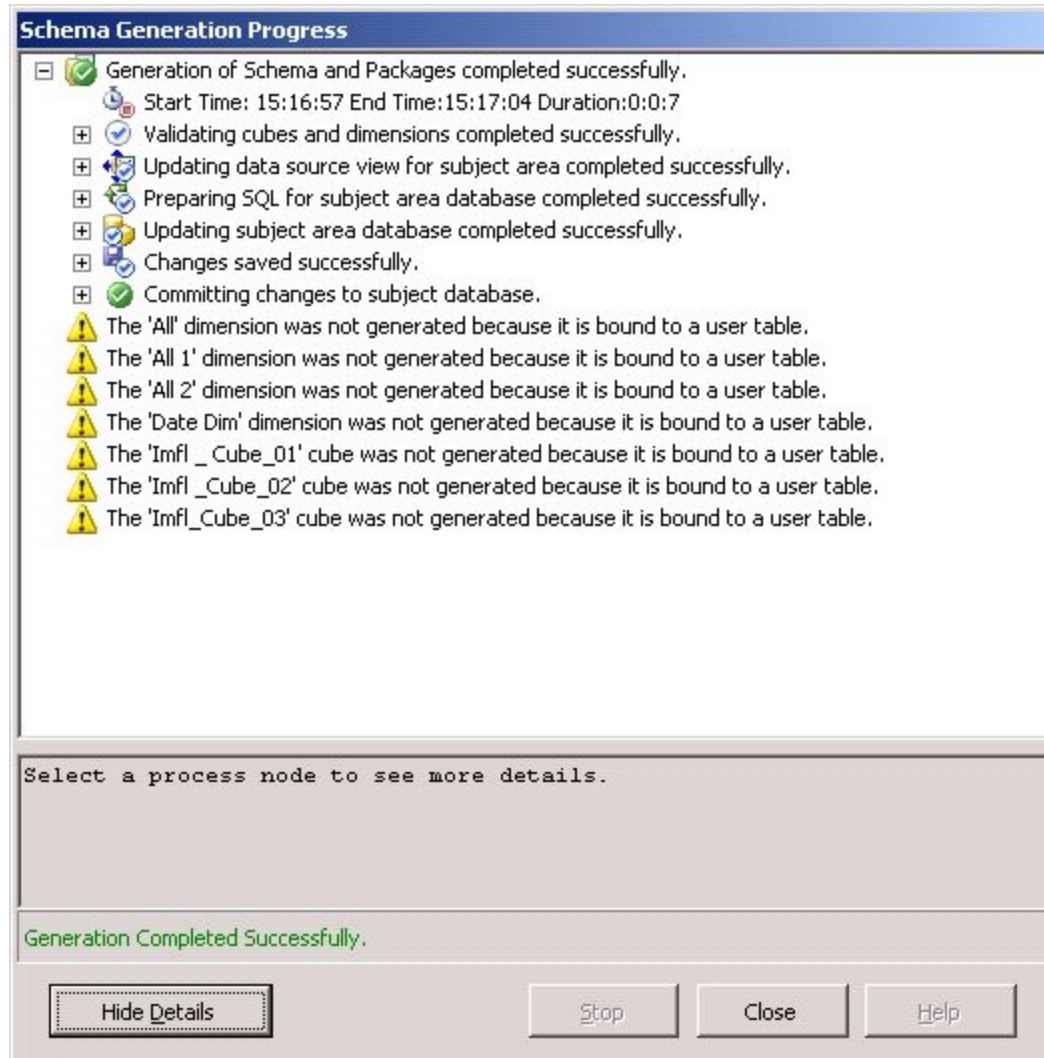 Schema Generation Progress
Generation of Schema and Packages completed successfully.
Start Time: 15:16:57 End Time:15:17:04 Duration:0:0:7
Validating cubes and dimensions completed successfully.
Updating data source view for subject area completed successfully.
Preparing SQL for subject area database completed successfully.
Updating subject area database completed successfully.
Changes saved successfully.
Committing changes to subject database.
The 'All' dimension was not generated because it is bound to a user table.
The 'All 1' dimension was not generated because it is bound to a user table.
The 'All 2' dimension was not generated because it is bound to a user table.
The 'Date Dim' dimension was not generated because it is bound to a user table.
The 'Imfl _ Cube_01' cube was not generated because it is bound to a user table.
The 'Imfl _Cube_02' cube was not generated because it is bound to a user table.
The 'Imfl_Cube_03' cube was not generated because it is bound to a user table.
Select a process node to see more details.
Generation Completed Successfully.
Hide Details Stop Close Help